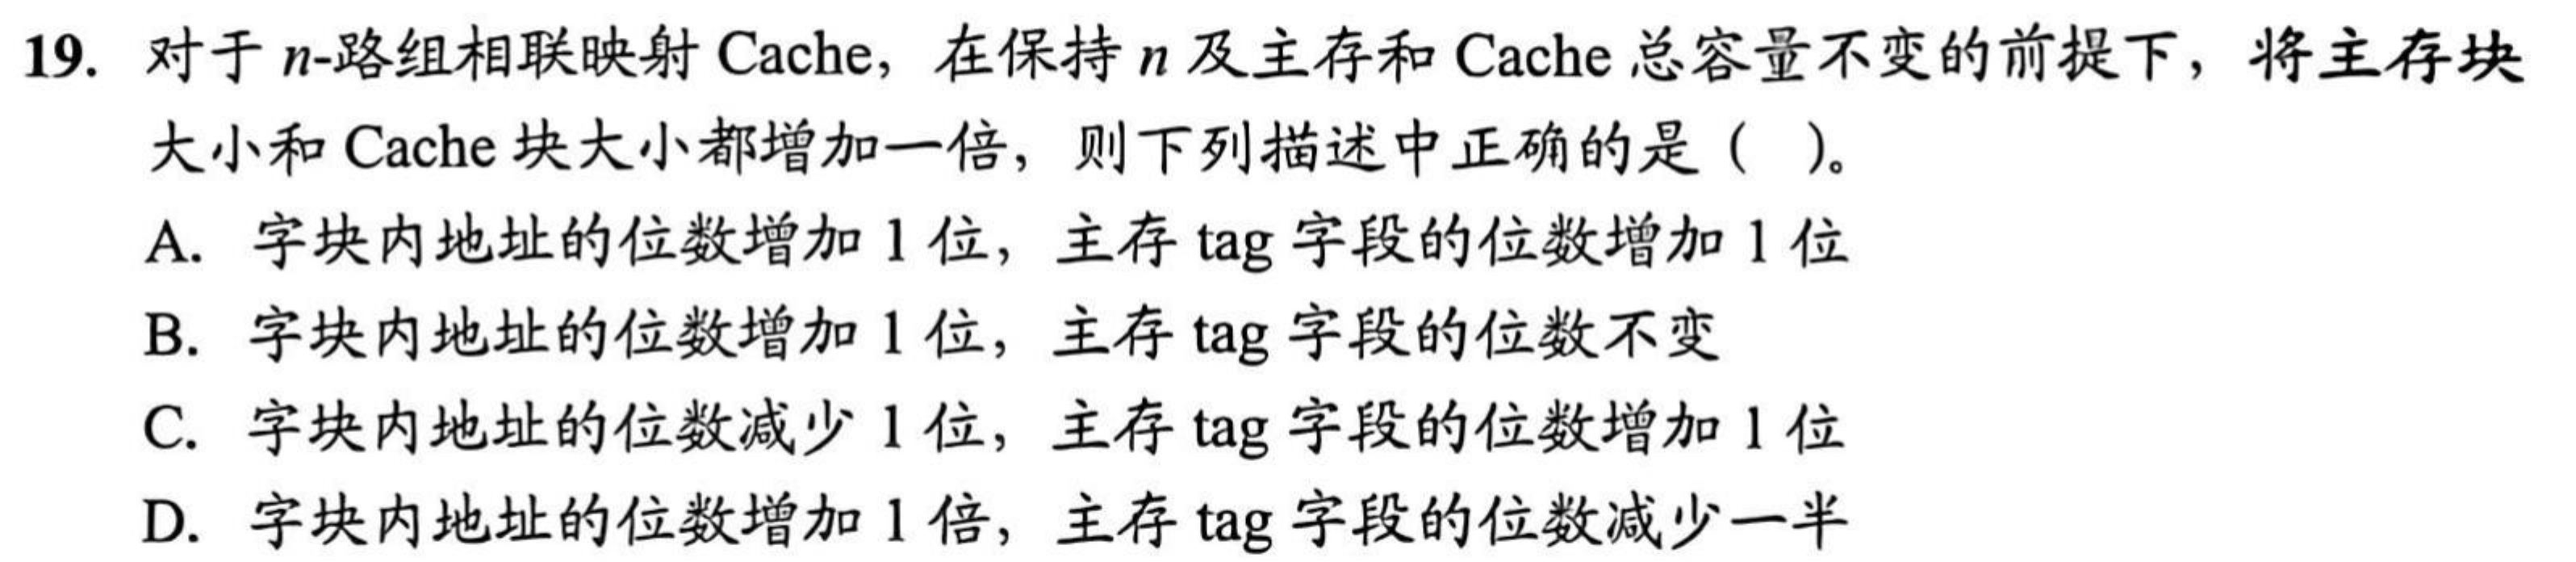 19. 对于 n-路组相联映射 Cache，在保持 n 及主存和 Cache 总容量不变的前提下，将主存块
大小和 Cache 块大小都增加一倍，则下列描述中正确的是（ ）。
A. 字块内地址的位数增加 1 位，主存 tag 字段的位数增加 1 位
B. 字块内地址的位数增加 1 位，主存 tag 字段的位数不变
C. 字块内地址的位数减少 1 位，主存 tag 字段的位数增加 1 位
D. 字块内地址的位数增加 1 倍，主存 tag 字段的位数减少一半